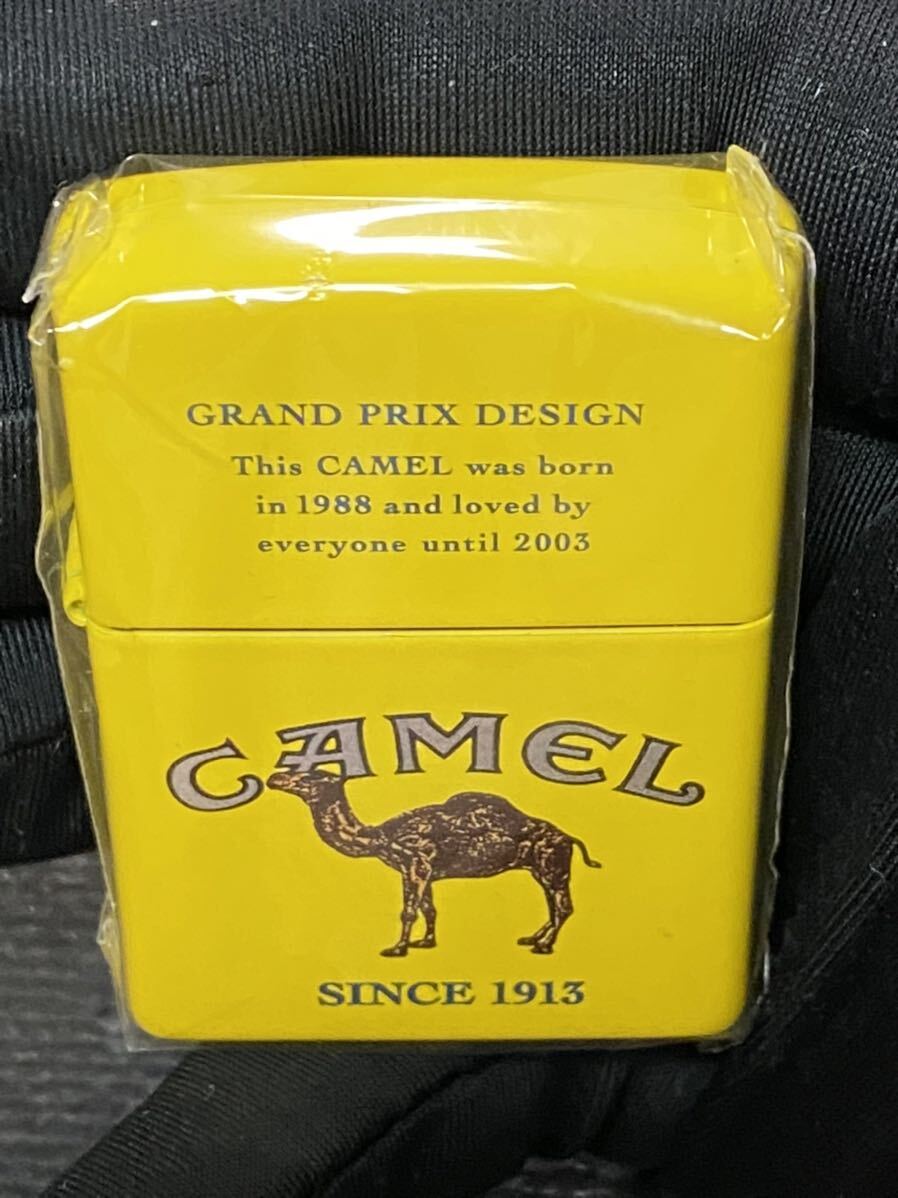 GRAND PRIX DESIGN
This CAMEL was born
in 1988 and loved by
everyone until 2003
CAMEL
SINCE 1913